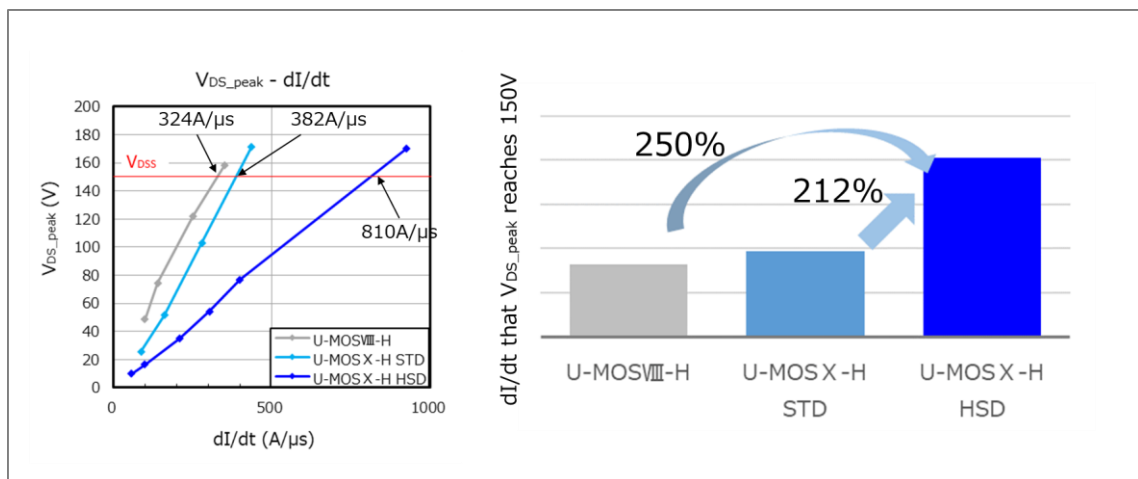 VDS_peak - dI/dt
VDS_peak (V)
200
180
160
140
120
100
80
60
40
20
0
324A/µs
382A/µs
VDSS
810A/µs
U-MOSⅧ-H
U-MOSⅩ-H STD
U-MOSⅩ-H HSD
0
500
1000
dI/dt (A/µs)
dI/dt that VDS_peak reaches 150V
250%
212%
U-MOSⅧ-H
U-MOSⅩ-H
STD
U-MOSⅩ-H
HSD